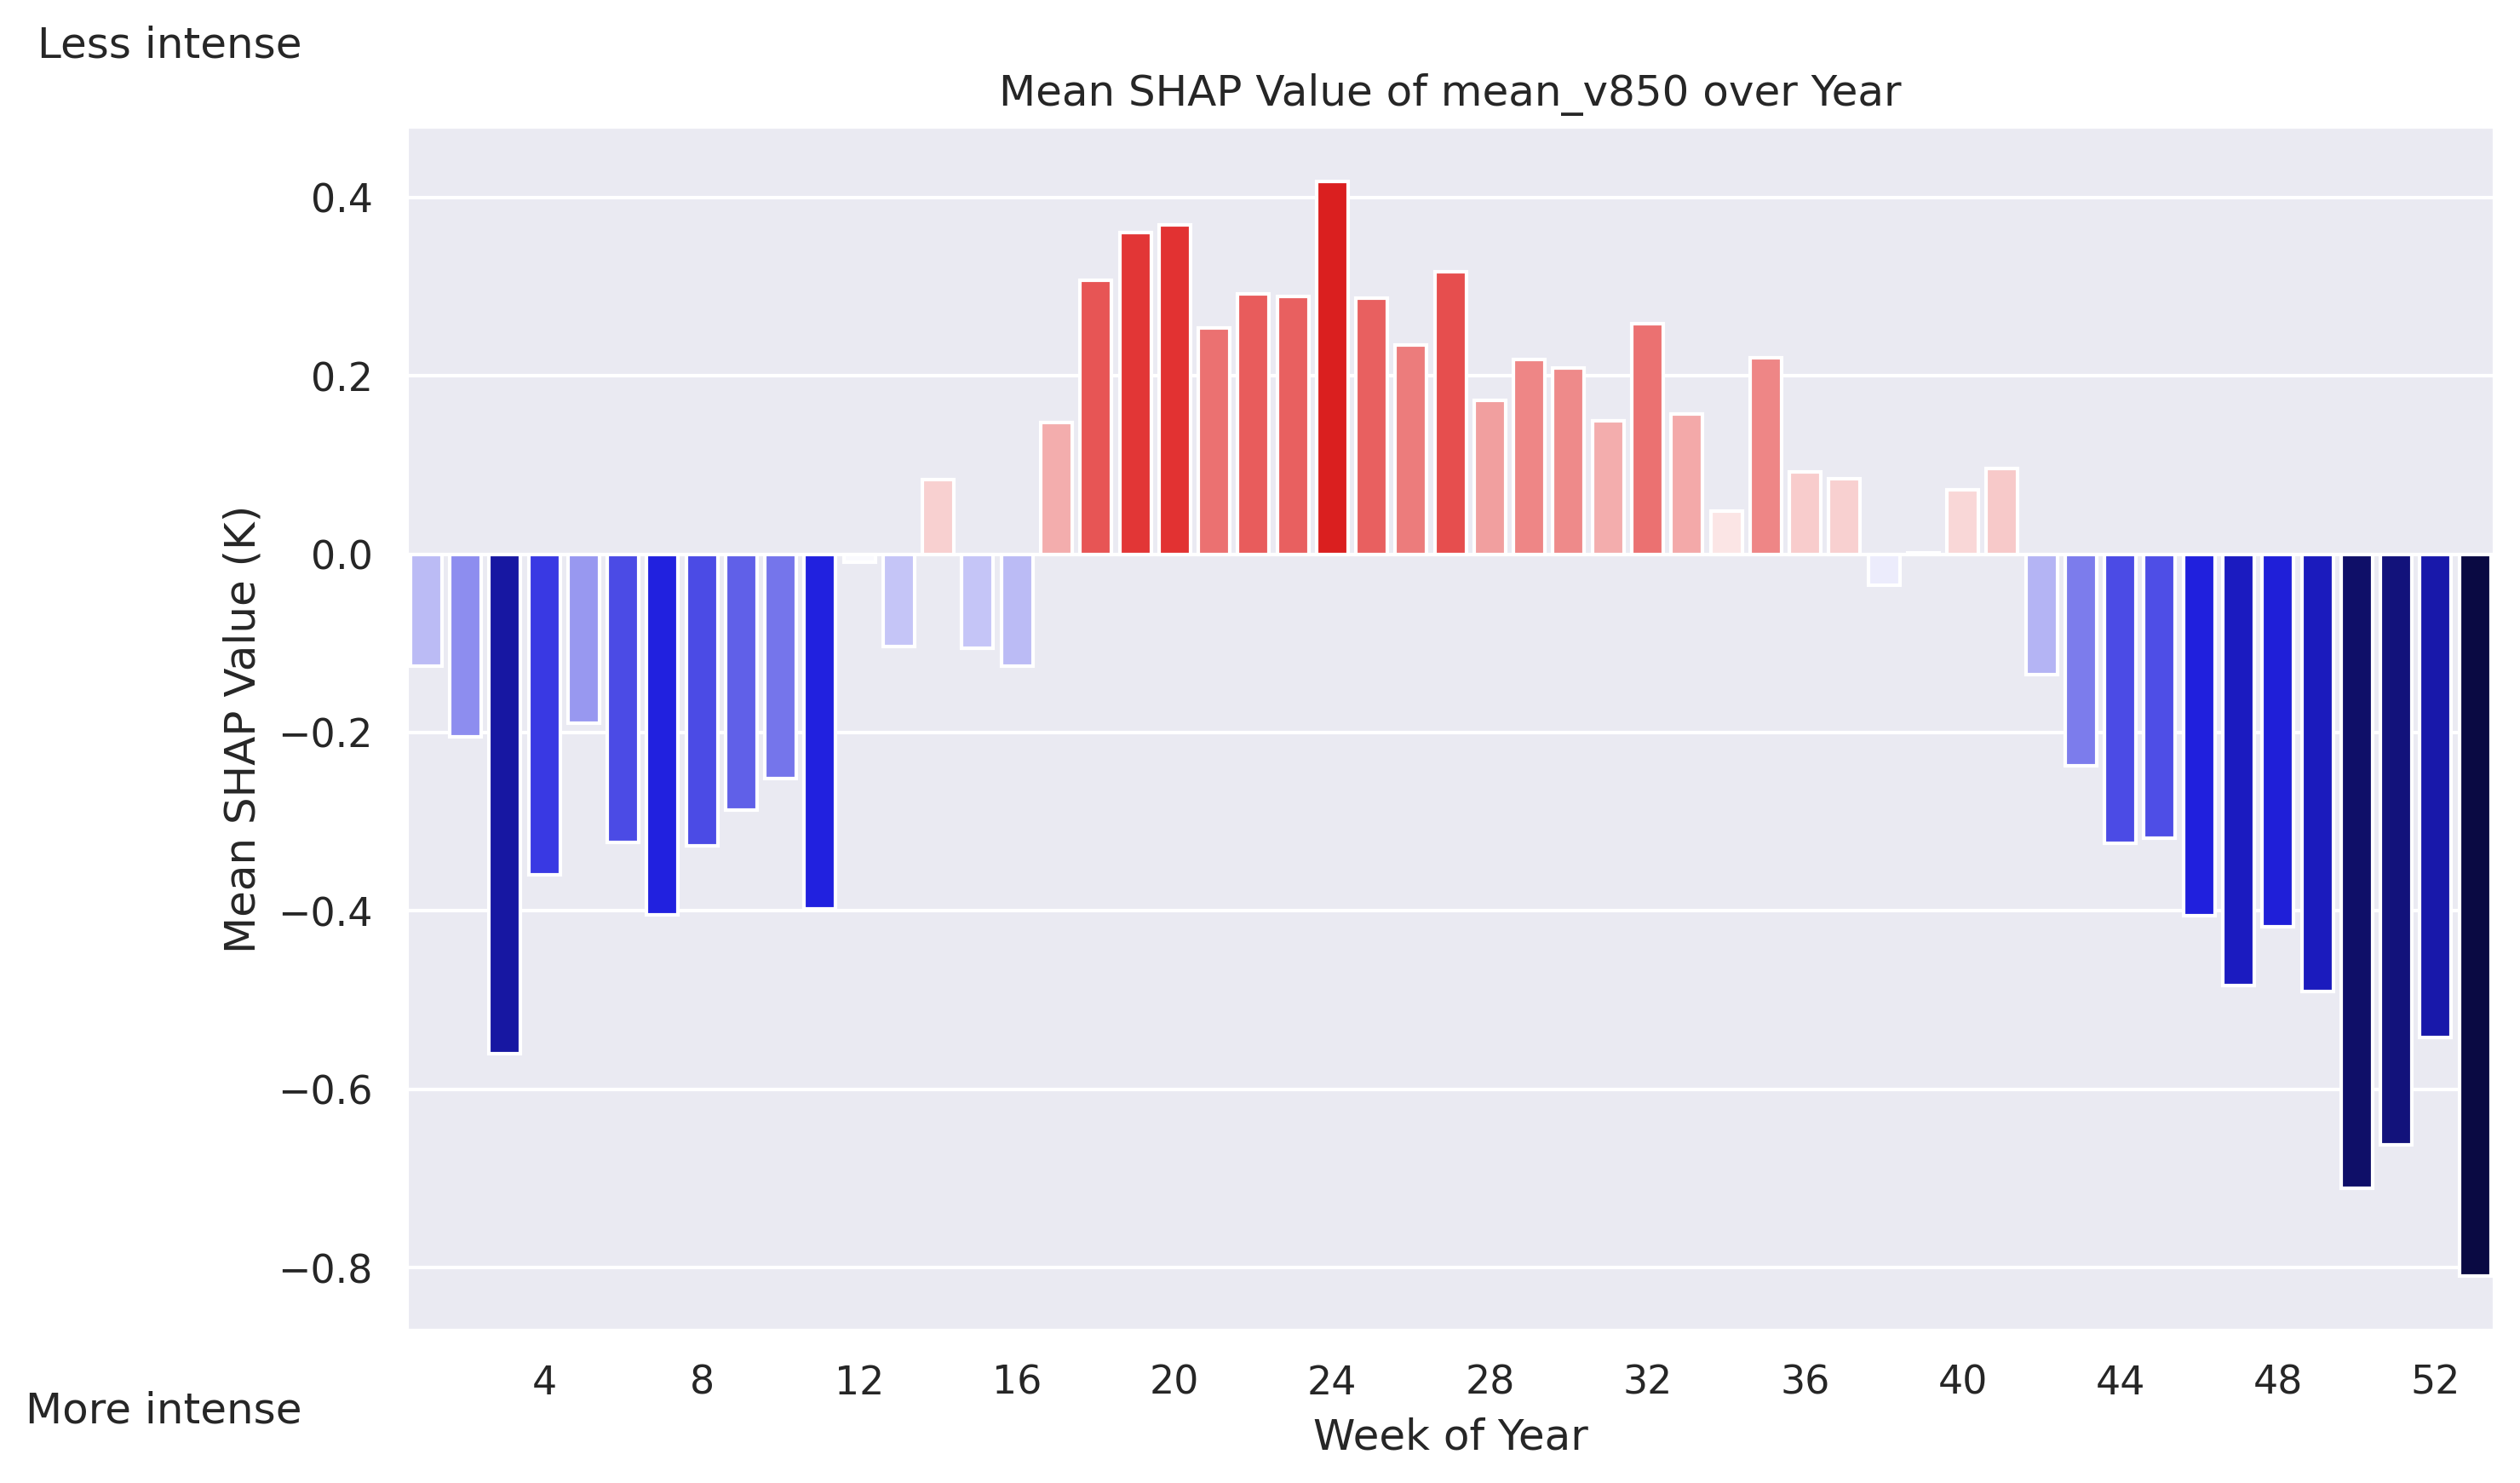 Less intense
Mean SHAP Value of mean_v850 over Year
Mean SHAP Value (K)
0.4
0.2
0.0
−0.2
−0.4
−0.6
−0.8
4 8 12 16 20 24 28 32 36 40 44 48 52
More intense
Week of Year